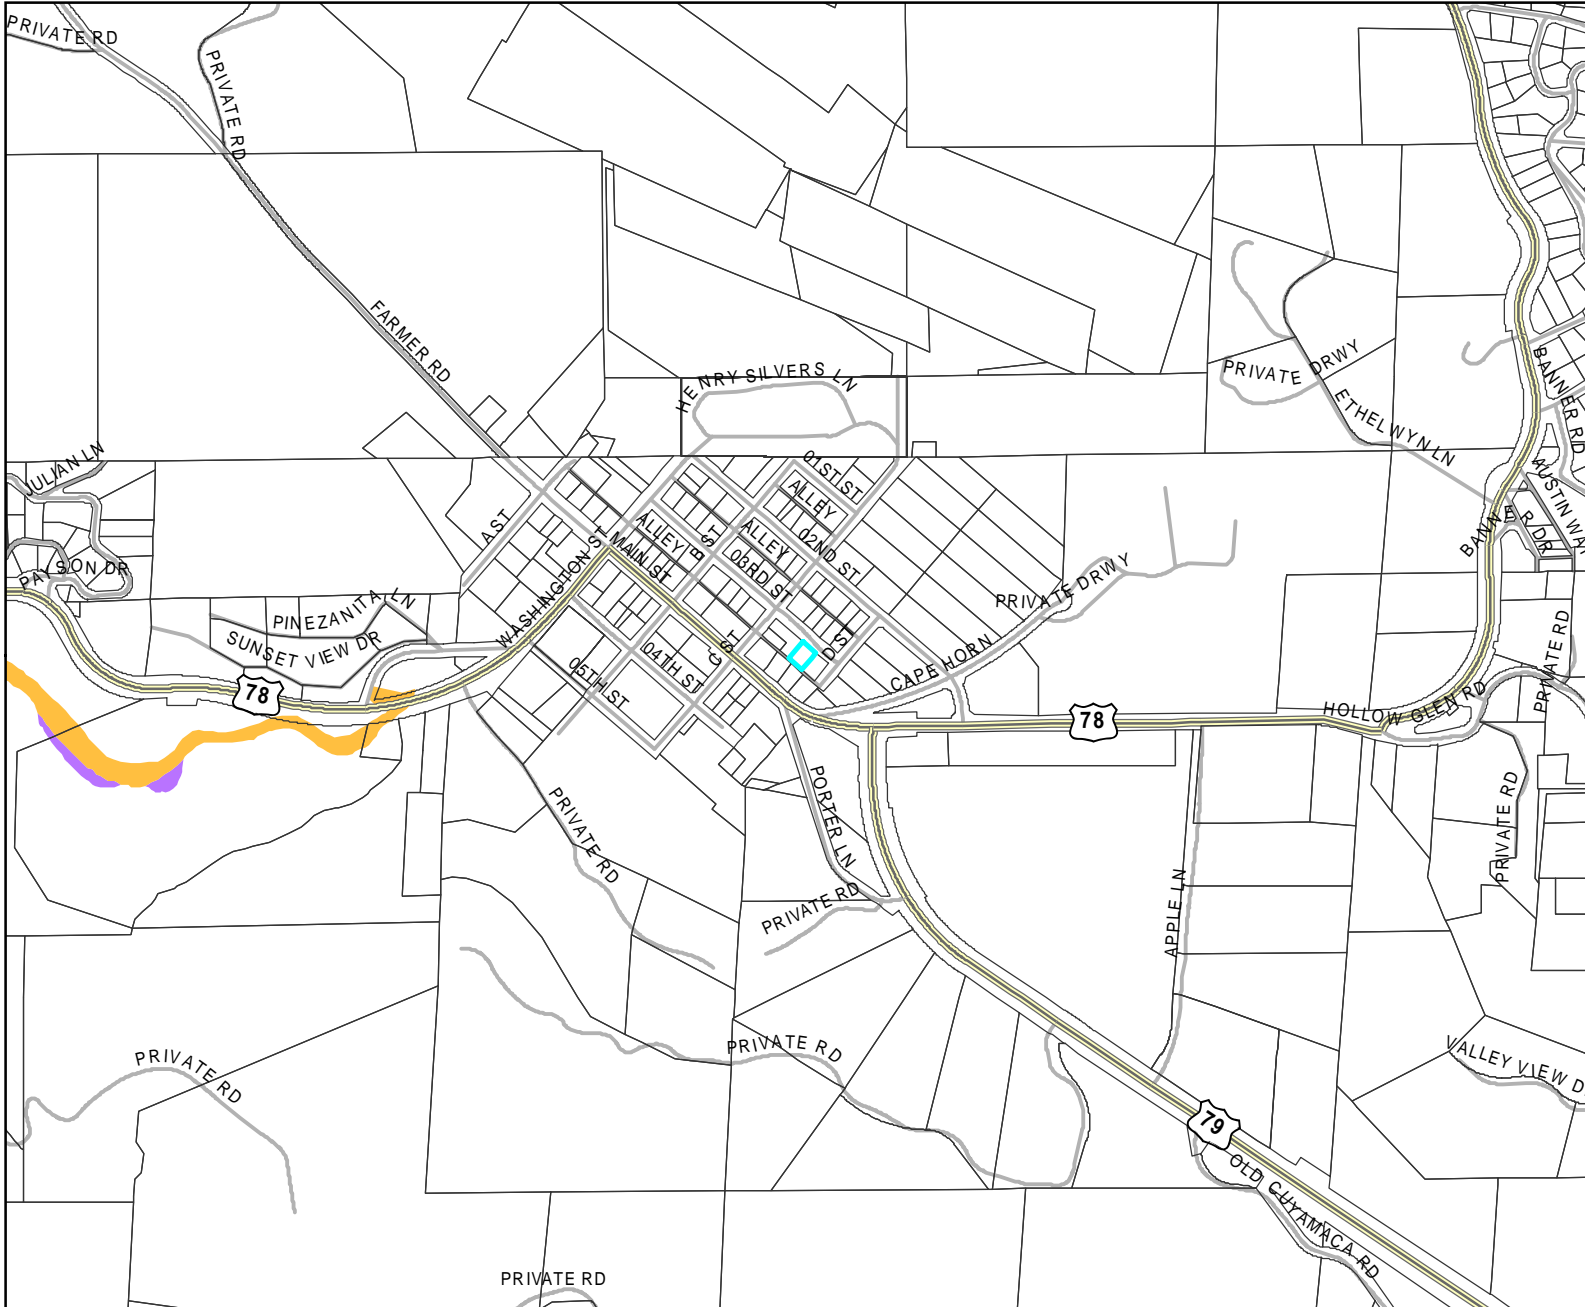 PRIVATE RD
PRIVATE RD
FARMER RD
HENRY SILVERS LN
PRIVATE DRWY
ETHELWYN LN
BANNER RD
AUSTIN WAY
BANNER DR
JULIAN LN
PAYSON DR
PINEZANITA LN
SUNSET VIEW DR
A ST
WASHINGTON ST
MAIN ST
ALLEY
B ST
ALLEY
01ST ST
ALLEY
02ND ST
03RD ST
04TH ST
05TH ST
C ST
D ST
CAPE HORN
PRIVATE DRWY
78
78
HOLLOW GLEN RD
PRIVATE RD
PRIVATE RD
PRIVATE RD
PORTER LN
PRIVATE RD
APPLE LN
PRIVATE RD
PRIVATE RD
VALLEY VIEW D
79
OLD CUYAMACA RD
PRIVATE RD